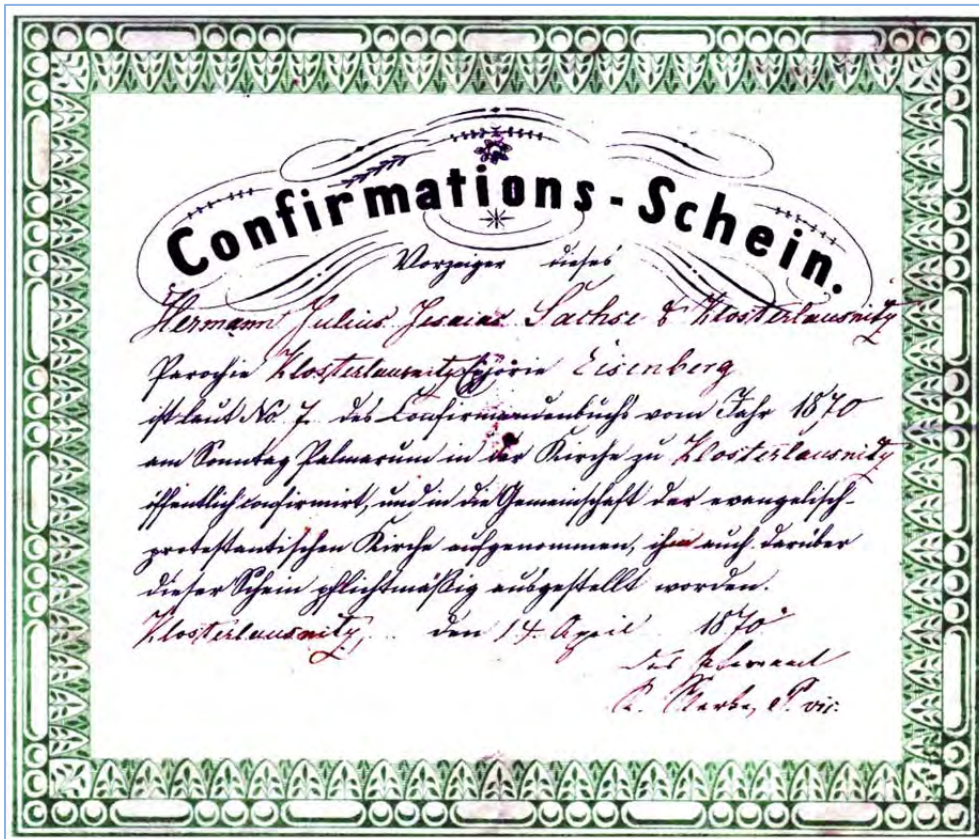 Confirmations-Schein.
Vorzeiger dieses
Hermann Julius Jesaias Sachse Klosterlausnitz
Parochie Klosterlausnitz Ephorie Eisenberg
ist laut No 7. des Confirmandenbuchs vom Jahr 1870
am Sonntag Palmarum in der Kirche zu Klosterlausnitz
öffentlich confirmirt, und in die Gemeinschaft der evangelisch-
protestantischen Kirche aufgenommen, ihm auch darüber
dieser Schein pflichtmäßig ausgestellt worden.
Klosterlausnitz, den 14. April 1870
Das Pfarramt